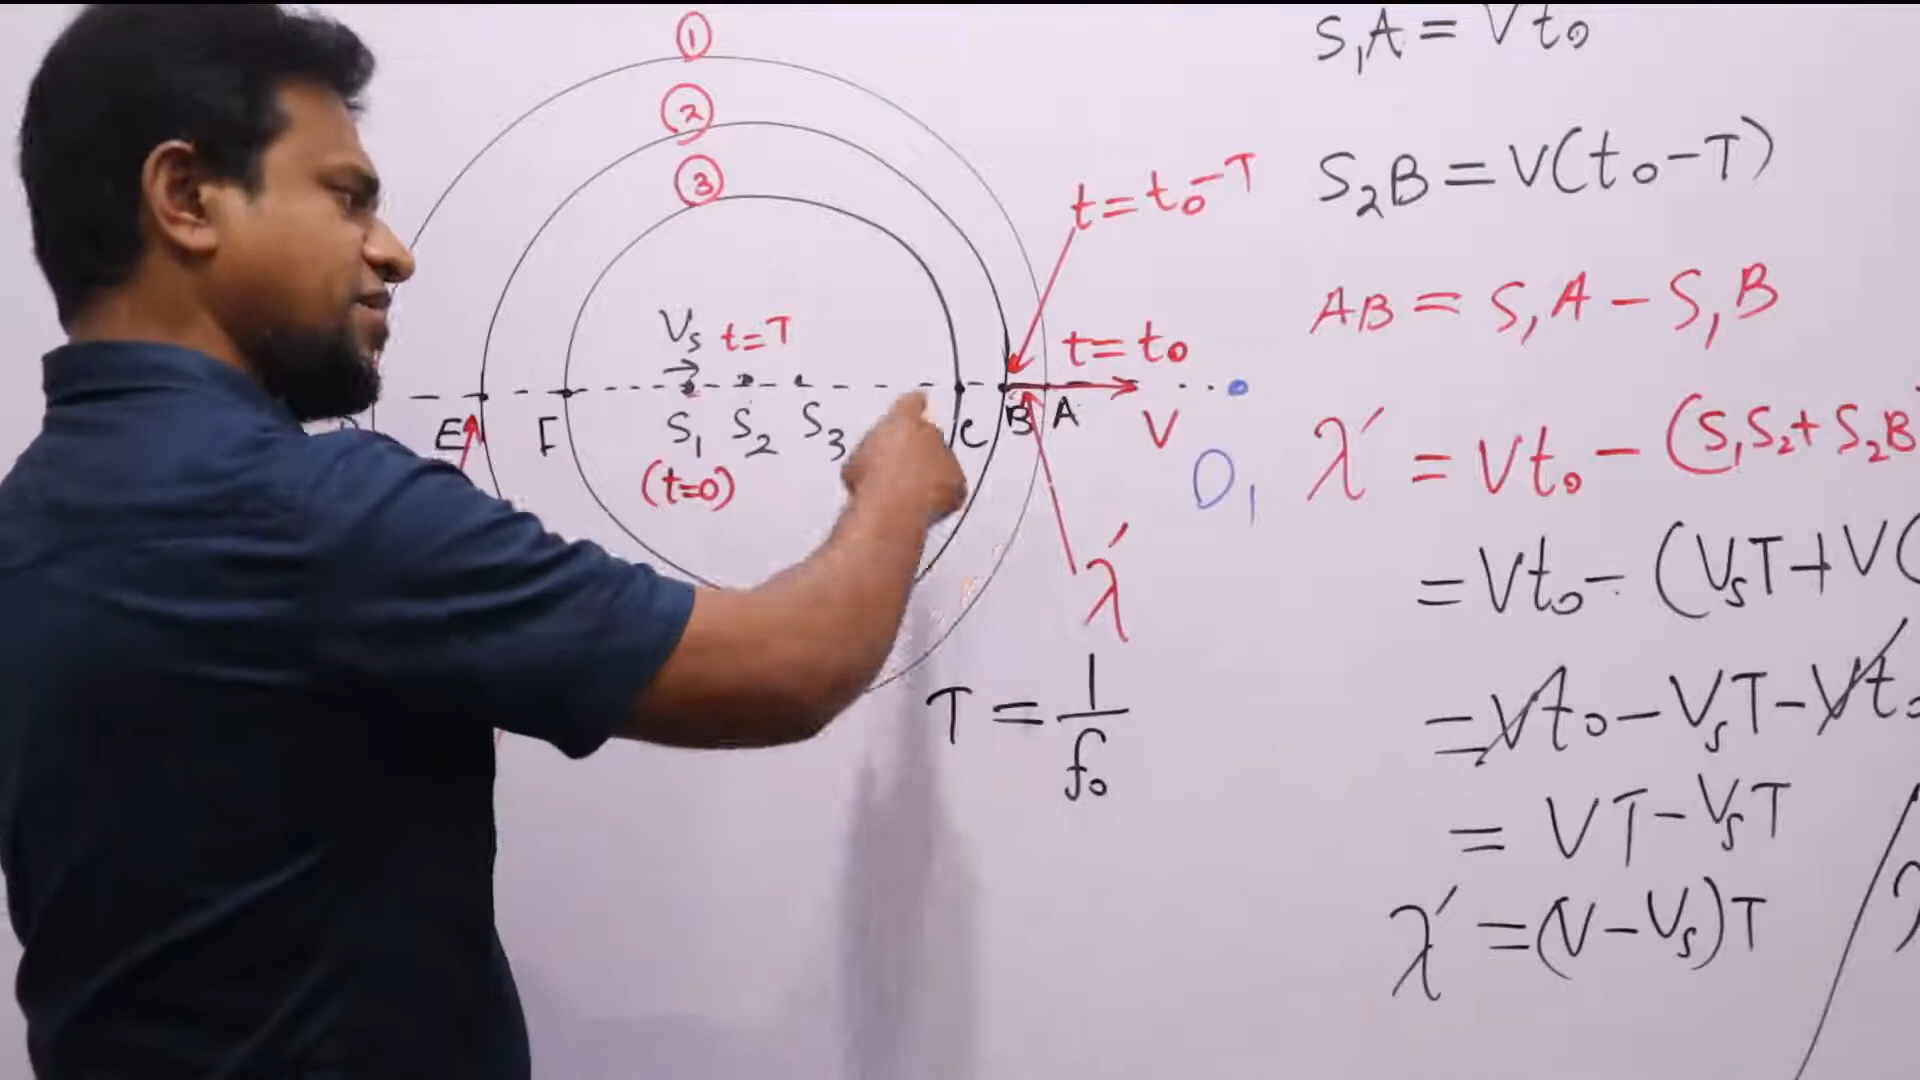 ①
②
③
t=t₀-T
Vₛ t=T
t=t₀
E F S₁ S₂ S₃ C B A
V
(t=0)
O₁
λ′
T = 1/f₀
S₁A = Vt₀
S₂B = V(t₀-T)
AB = S₁A - S₁B
λ′ = Vt₀ - (S₁S₂ + S₂B
= Vt₀ - (VₛT + V(
= Vt₀ - VₛT - Vt₀
= VT - VₛT
λ′ = (V - Vₛ)T